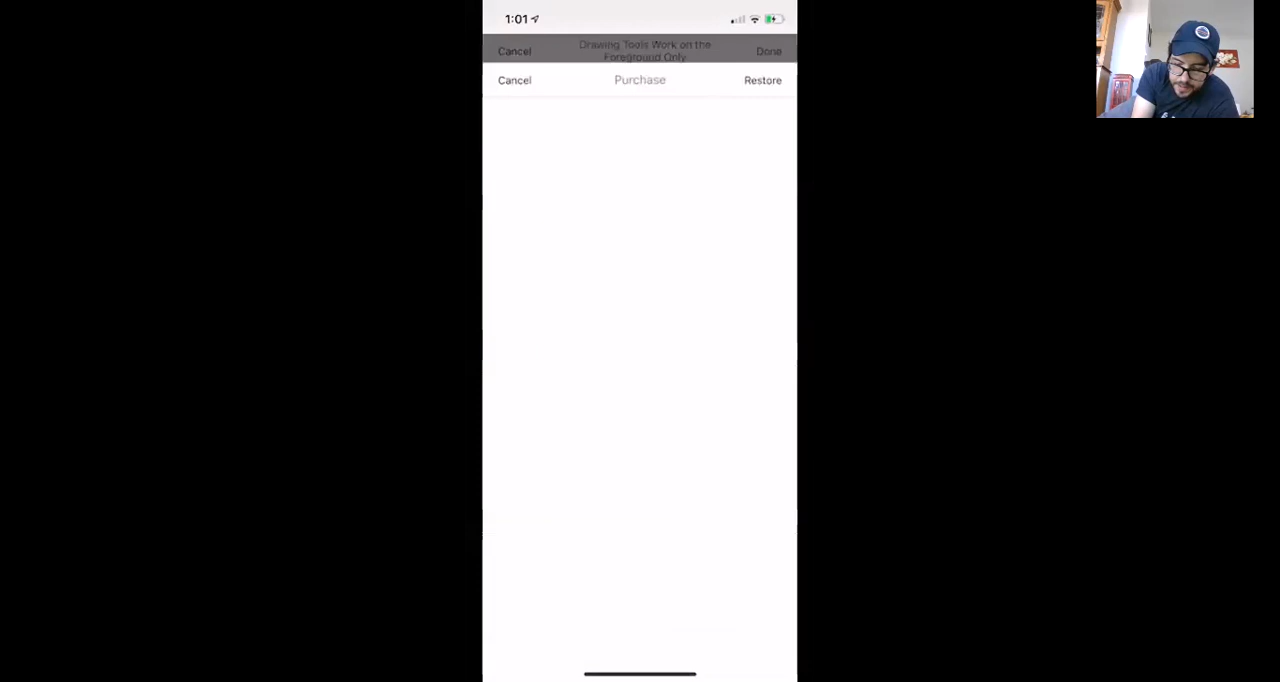 1:01
Cancel
Drawing Tools Work on the
Foreground Only
Done
Cancel
Purchase
Restore